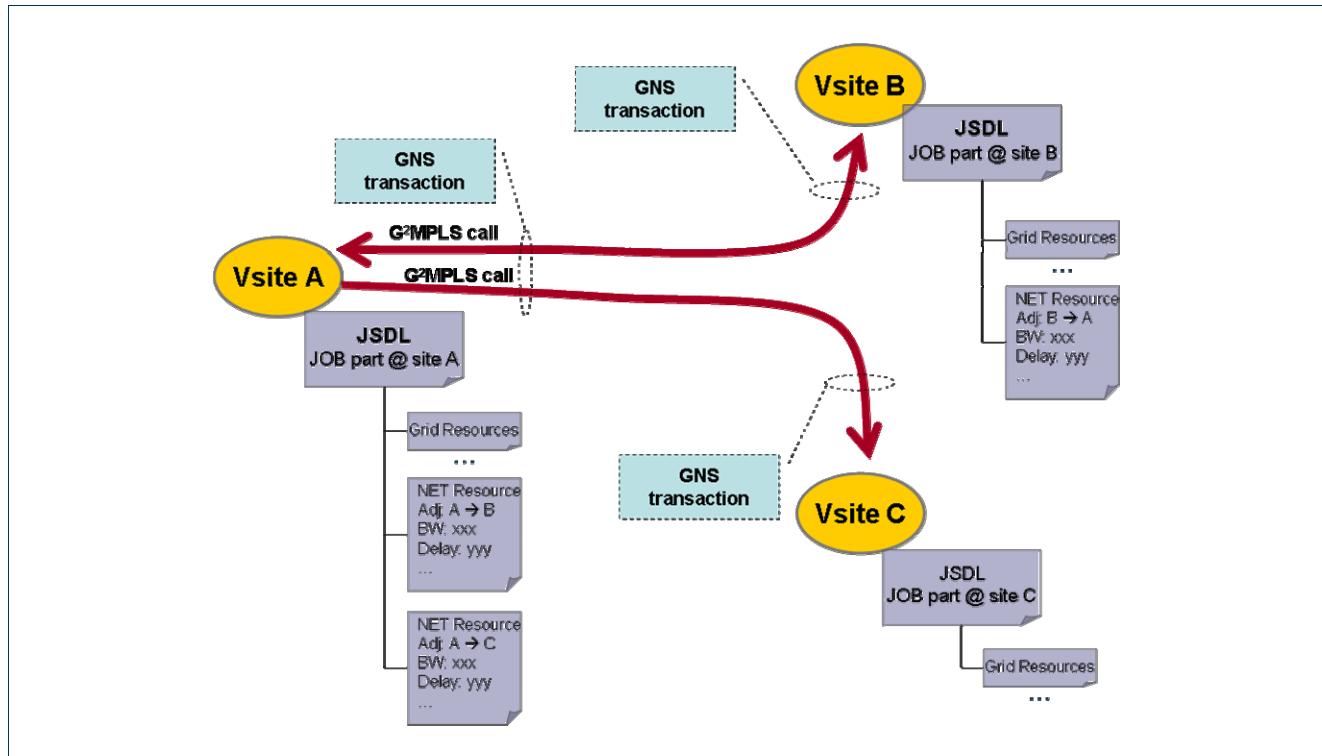 GNS
transaction
Vsite B
JSDL
JOB part @ site B
Grid Resources
...
NET Resource
Adj: B → A
BW: xxx
Delay: yyy
...
GNS
transaction
G²MPLS call
G²MPLS call
Vsite A
JSDL
JOB part @ site A
Grid Resources
...
NET Resource
Adj: A → B
BW: xxx
Delay: yyy
...
NET Resource
Adj: A → C
BW: xxx
Delay: yyy
...
GNS
transaction
Vsite C
JSDL
JOB part @ site C
Grid Resources
...